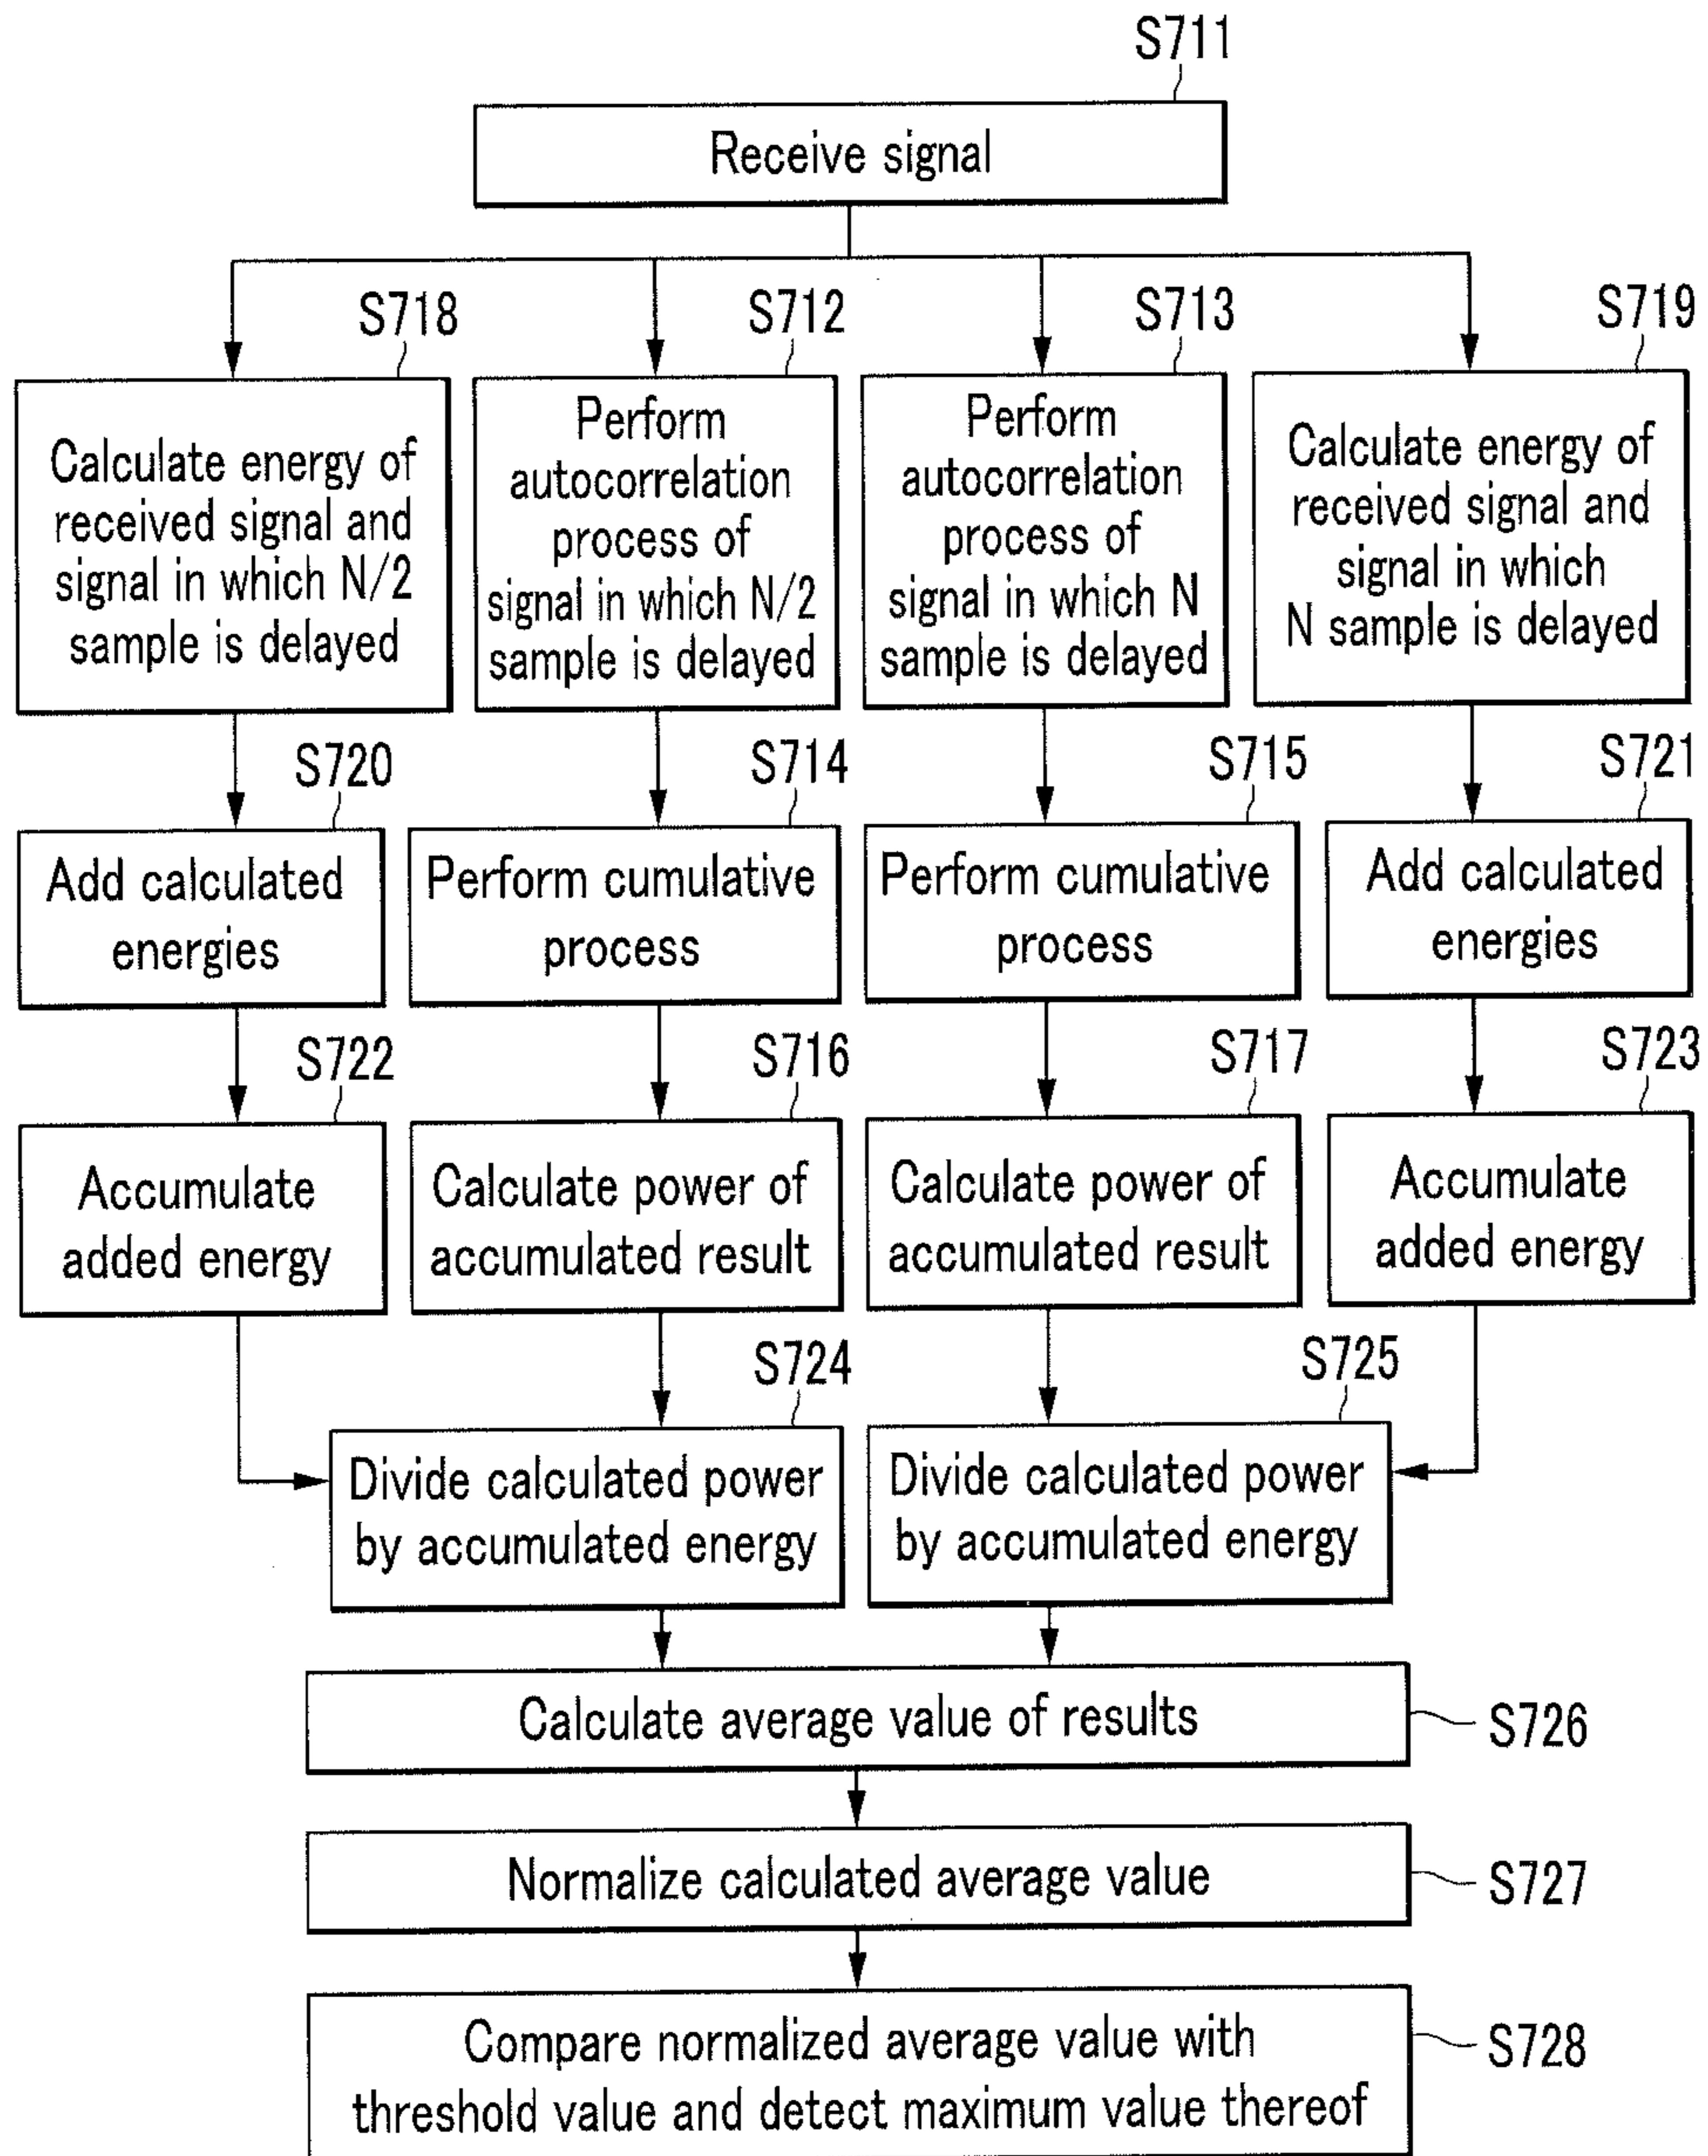 S711
Receive signal
S718
S712
S713
S719
Calculate energy of
received signal and
signal in which N/2
sample is delayed
Perform
autocorrelation
process of
signal in which N/2
sample is delayed
Perform
autocorrelation
process of
signal in which N
sample is delayed
Calculate energy of
received signal and
signal in which
N sample is delayed
S720
S714
S715
S721
Add calculated
energies
Perform cumulative
process
Perform cumulative
process
Add calculated
energies
S722
S716
S717
S723
Accumulate
added energy
Calculate power of
accumulated result
Calculate power of
accumulated result
Accumulate
added energy
S724
S725
Divide calculated power
by accumulated energy
Divide calculated power
by accumulated energy
Calculate average value of results
S726
Normalize calculated average value
S727
Compare normalized average value with
threshold value and detect maximum value thereof
S728